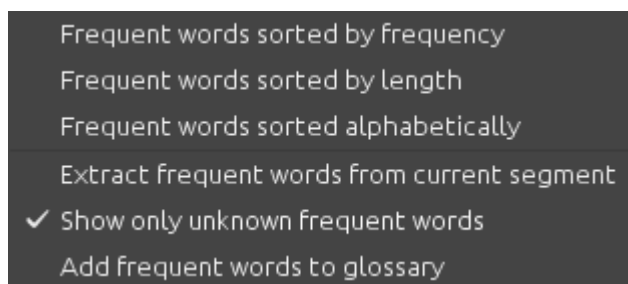 Frequent words sorted by frequency
Frequent words sorted by length
Frequent words sorted alphabetically
Extract frequent words from current segment
✓ Show only unknown frequent words
Add frequent words to glossary